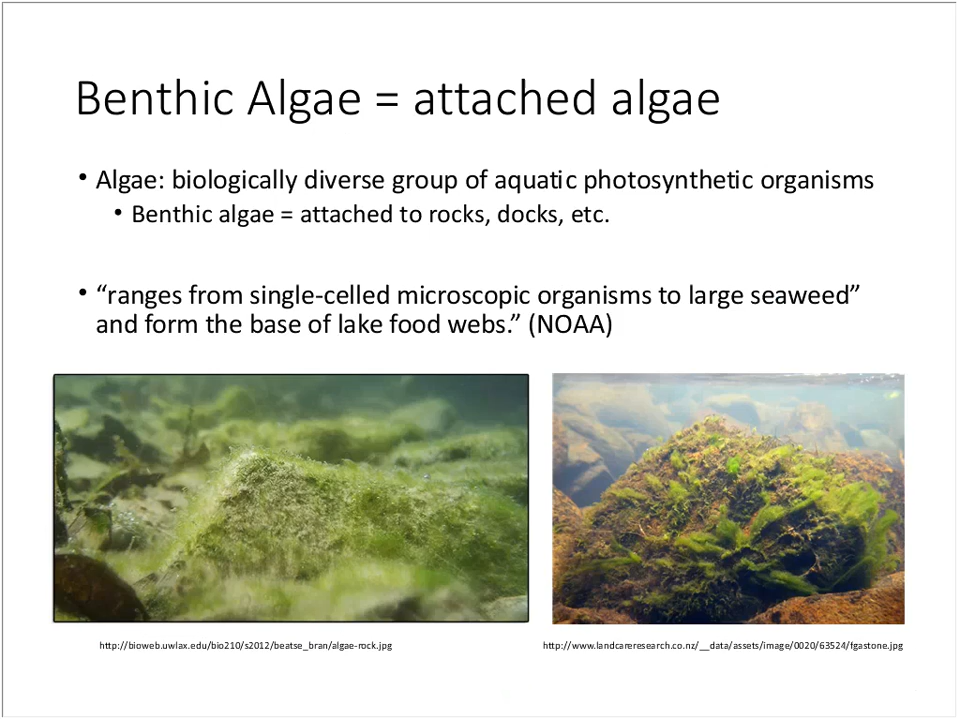 Benthic Algae = attached algae
• Algae: biologically diverse group of aquatic photosynthetic organisms
• Benthic algae = attached to rocks, docks, etc.
• “ranges from single-celled microscopic organisms to large seaweed”
and form the base of lake food webs.” (NOAA)
http://bioweb.uwlax.edu/bio210/s2012/beatse_bran/algae-rock.jpg
http://www.landcareresearch.co.nz/__data/assets/image/0020/63524/fgastone.jpg